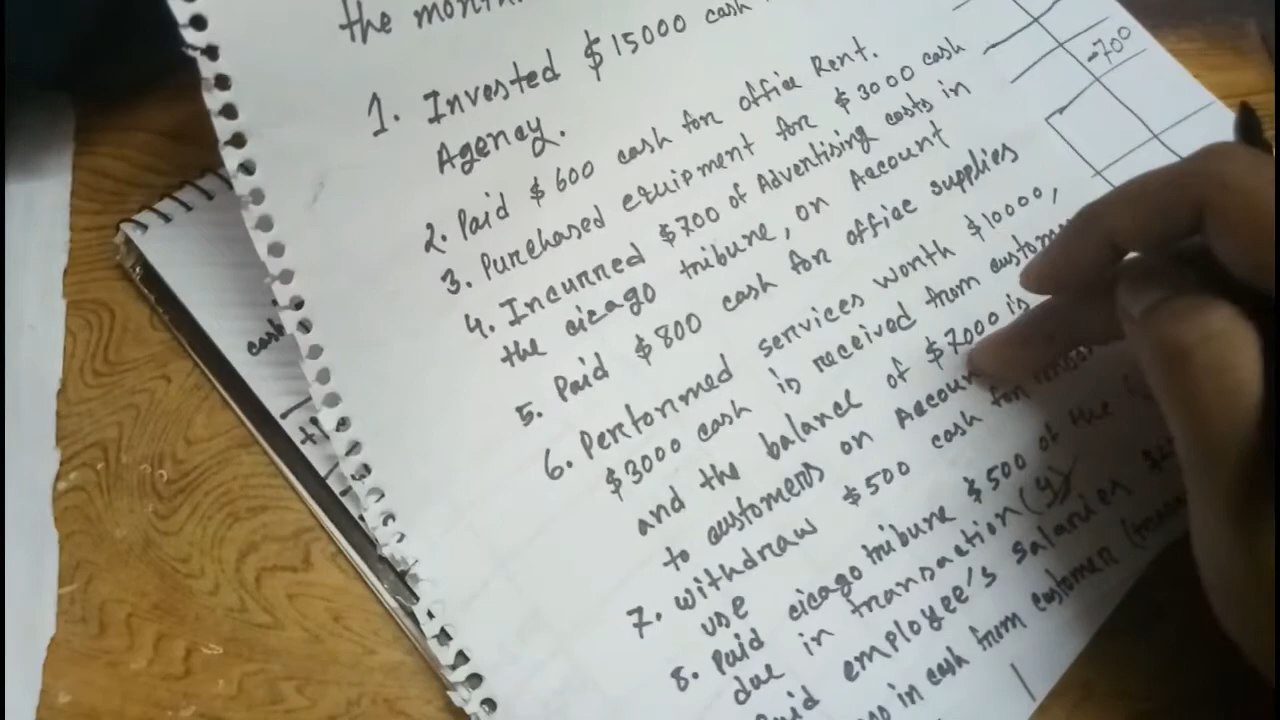 the month
1. Invested $ 15000 cash
Agency.
2. Paid $ 600 cash for office Rent.
3. Purchased equipment for $ 3000 cash
4. Incurred $700 of Advertising costs in
the cicago tribune, on Account
5. Paid $ 800 cash for office supplies
6. Performed services worth $10000,
$3000 cash is received from custome
and the balance of $7000 is
to customers on Accoun
7. withdraw $500 cash for
use
8. Paid cicago tribune $500 of the
due in transaction (4)
aid employee's salaries
in cash from customer
-700
cash